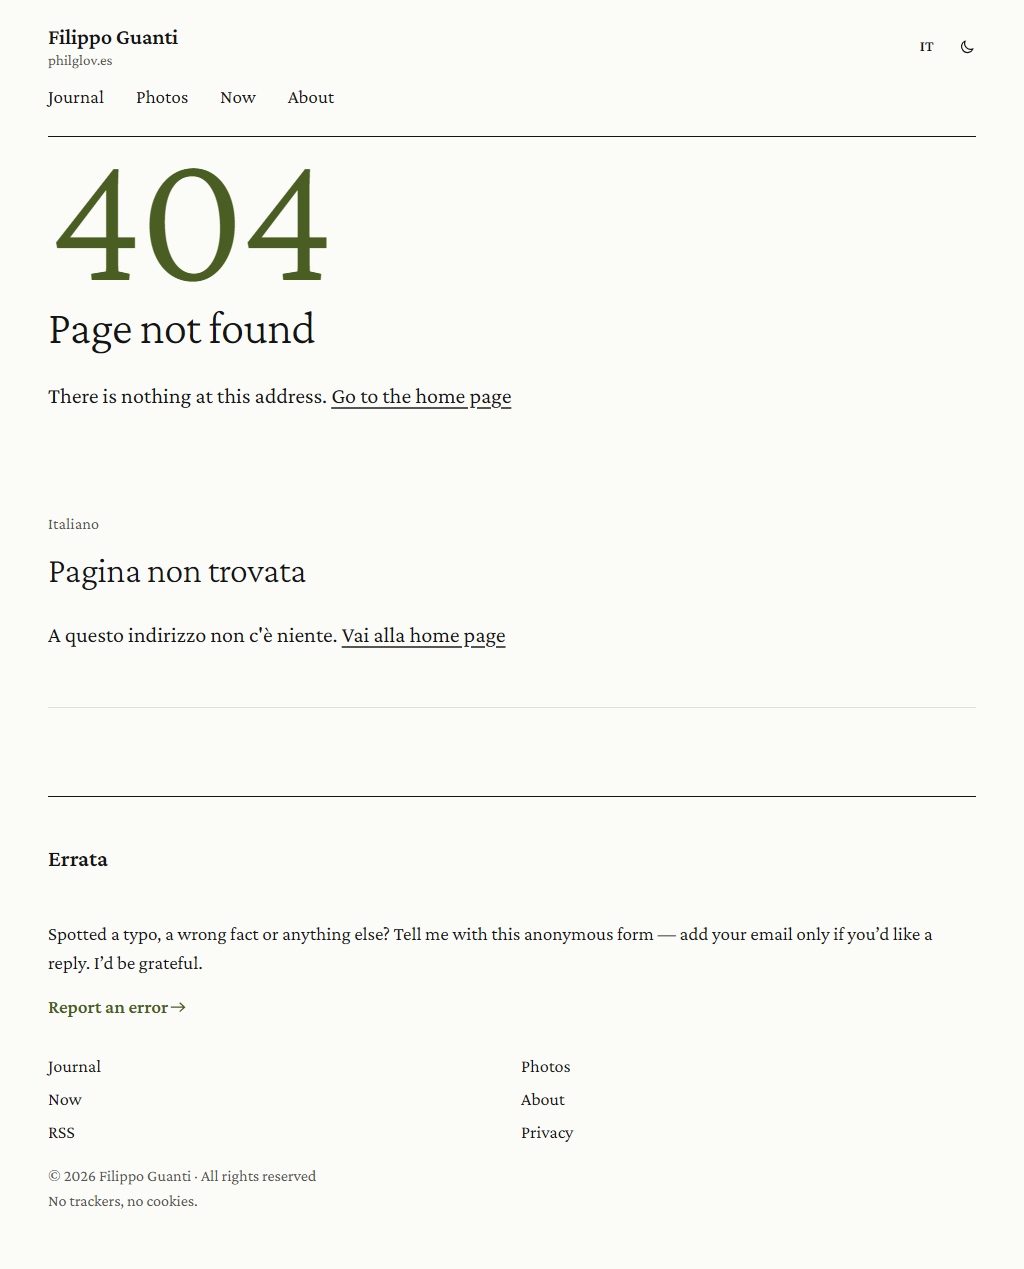 Filippo Guanti
philglov.es
IT
Journal Photos Now About
404
Page not found
There is nothing at this address. Go to the home page
Italiano
Pagina non trovata
A questo indirizzo non c'è niente. Vai alla home page
Errata
Spotted a typo, a wrong fact or anything else? Tell me with this anonymous form — add your email only if you’d like a
reply. I’d be grateful.
Report an error→
Journal Photos
Now About
RSS Privacy
© 2026 Filippo Guanti · All rights reserved
No trackers, no cookies.